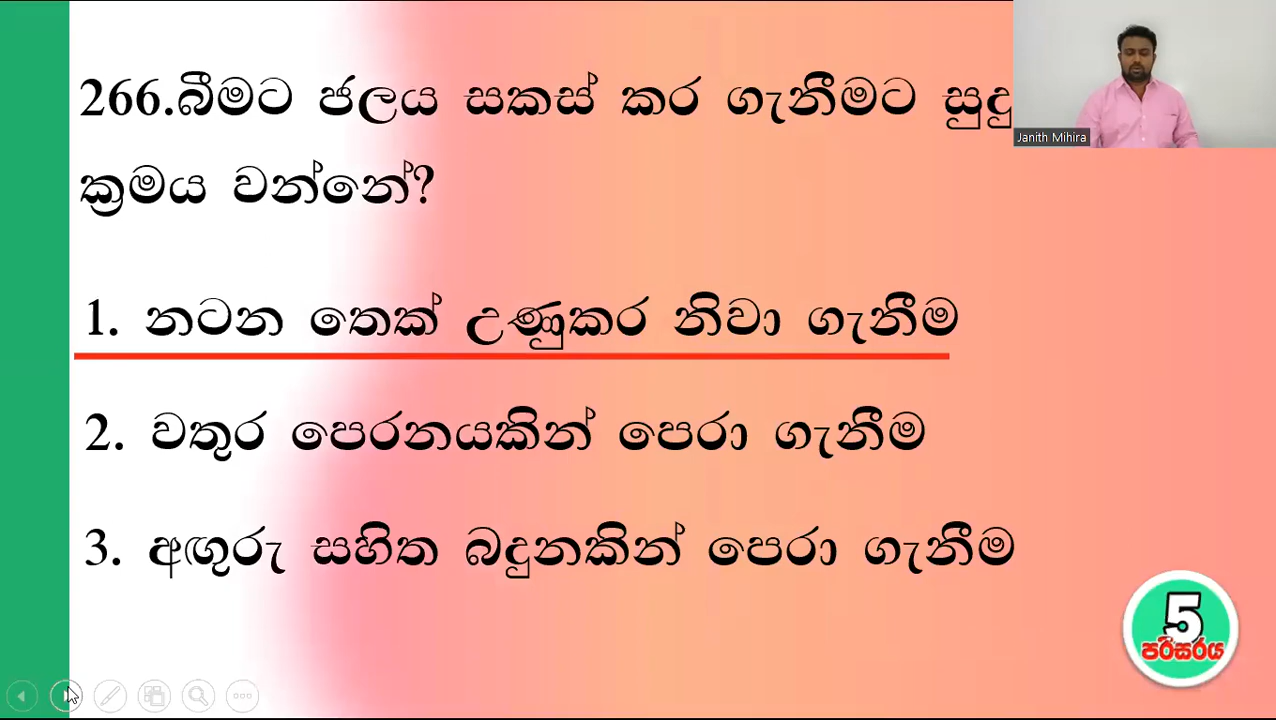 266.බීමට ජලය සකස් කර ගැනීමට සුදු
ක්‍රමය වන්නේ?
1. නටන තෙක් උණුකර නිවා ගැනීම
2. වතුර පෙරනයකින් පෙරා ගැනීම
3. අඟුරු සහිත බදුනකින් පෙරා ගැනීම
Janith Mihira
5
පරිසරය